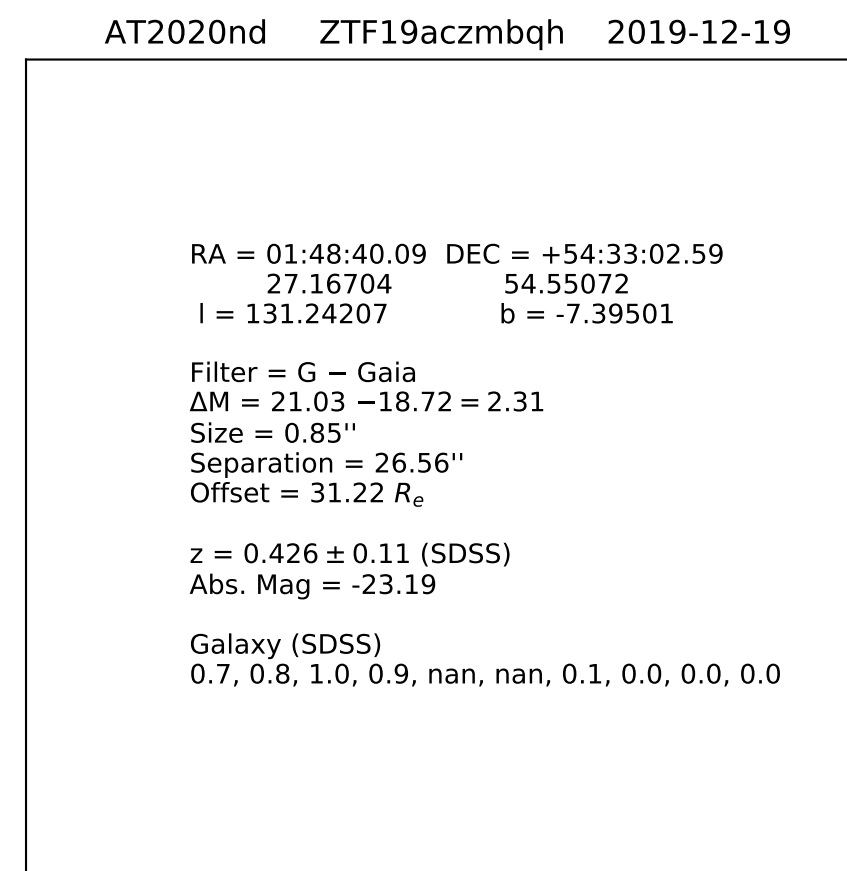 AT2020nd ZTF19aczmbqh 2019-12-19
RA = 01:48:40.09 DEC = +54:33:02.59
27.16704 54.55072
l = 131.24207 b = -7.39501
Filter = G − Gaia
ΔM = 21.03 −18.72 = 2.31
Size = 0.85''
Separation = 26.56''
Offset = 31.22 Rₑ
z = 0.426 ± 0.11 (SDSS)
Abs. Mag = -23.19
Galaxy (SDSS)
0.7, 0.8, 1.0, 0.9, nan, nan, 0.1, 0.0, 0.0, 0.0